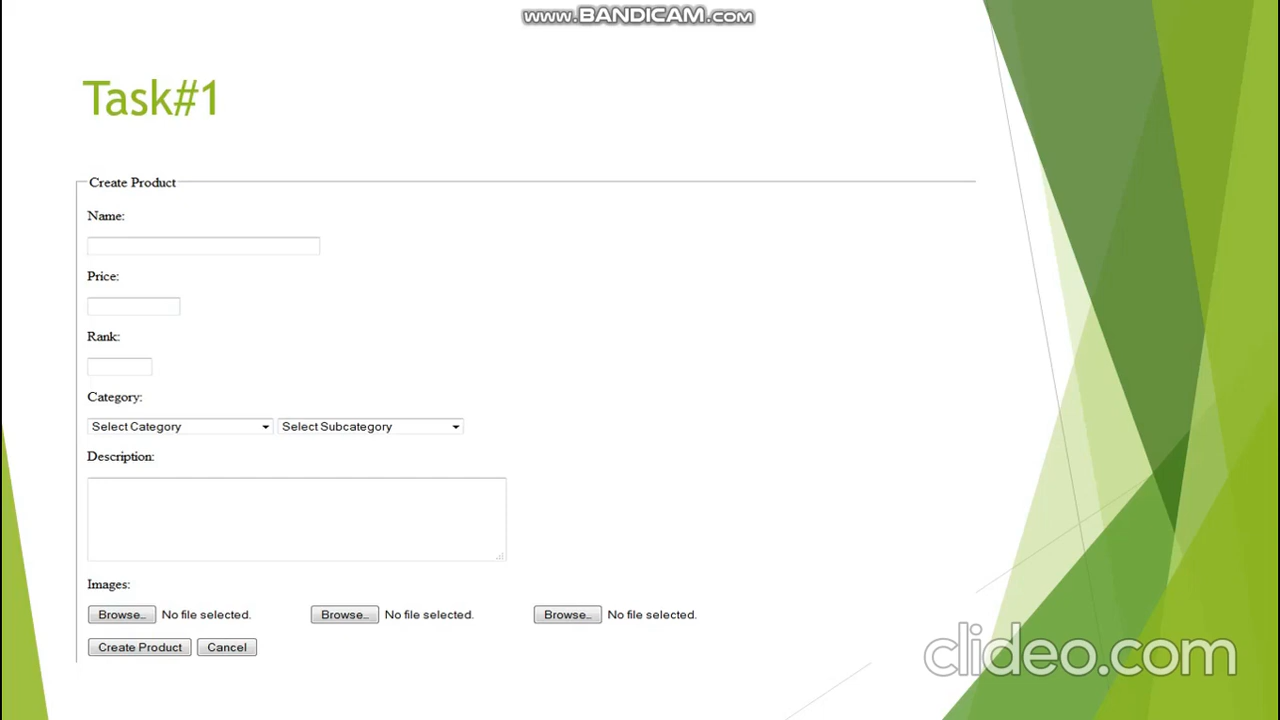 www.BANDICAM.COM
Task#1
Create Product
Name:
Price:
Rank:
Category:
Select Category Select Subcategory
Description:
Images:
Browse... No file selected. Browse... No file selected. Browse... No file selected.
Create Product Cancel
clideo.com